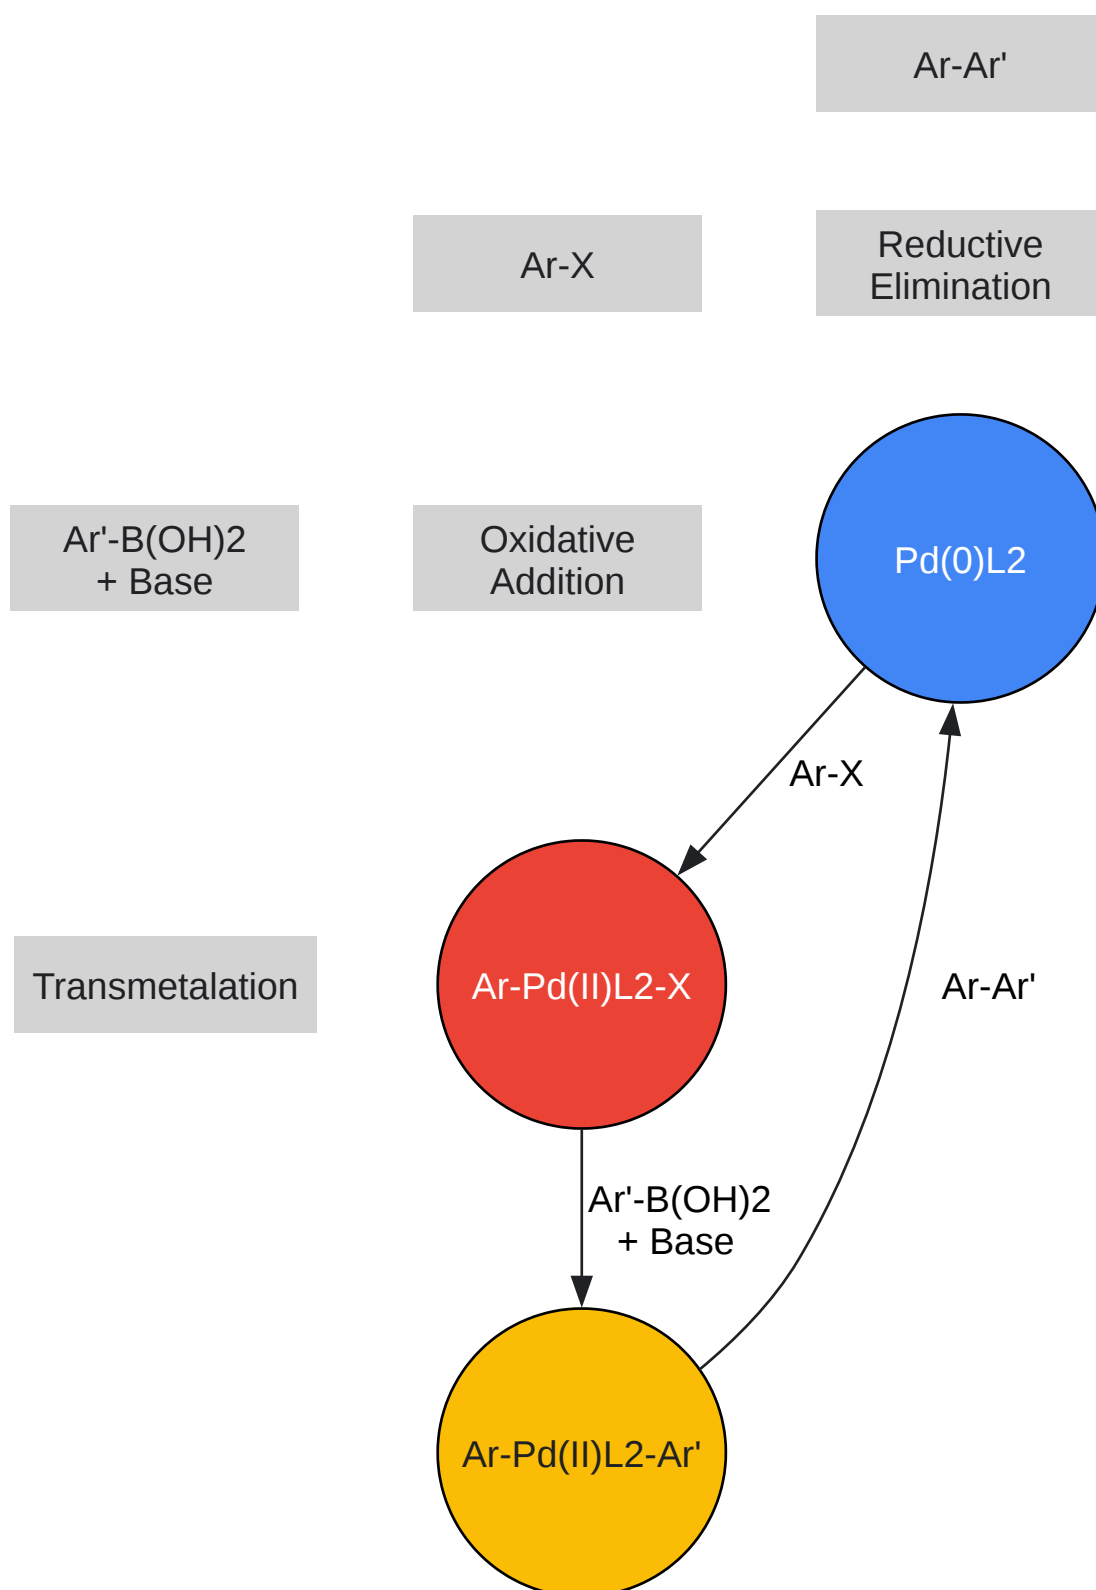 Ar-Ar'
Ar-X
Reductive
Elimination
Ar'-B(OH)2
+ Base
Oxidative
Addition
Pd(0)L2
Ar-X
Transmetalation
Ar-Pd(II)L2-X
Ar-Ar'
Ar'-B(OH)2
+ Base
Ar-Pd(II)L2-Ar'